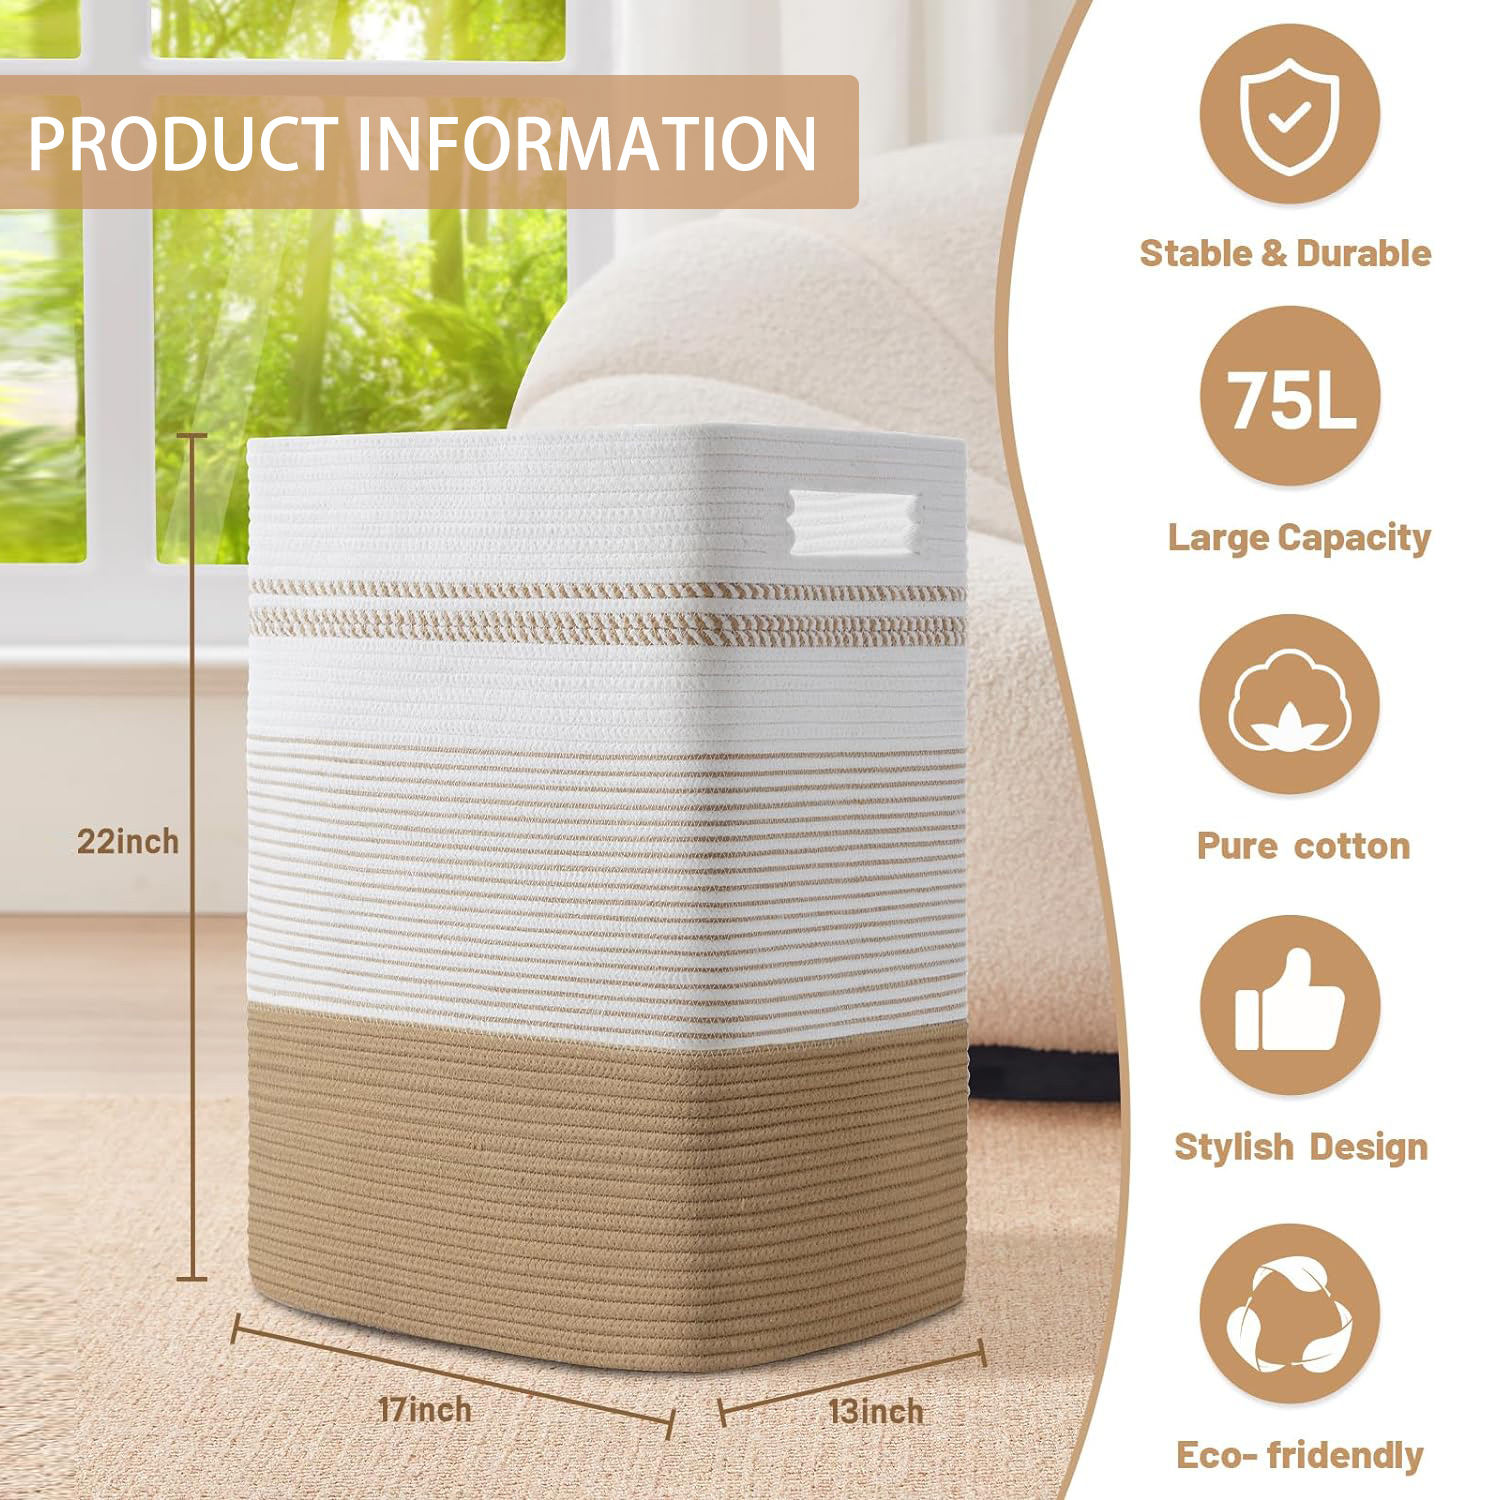 PRODUCT INFORMATION
Stable & Durable
75L
Large Capacity
22inch
Pure cotton
Stylish Design
17inch
13inch
Eco- fridendly